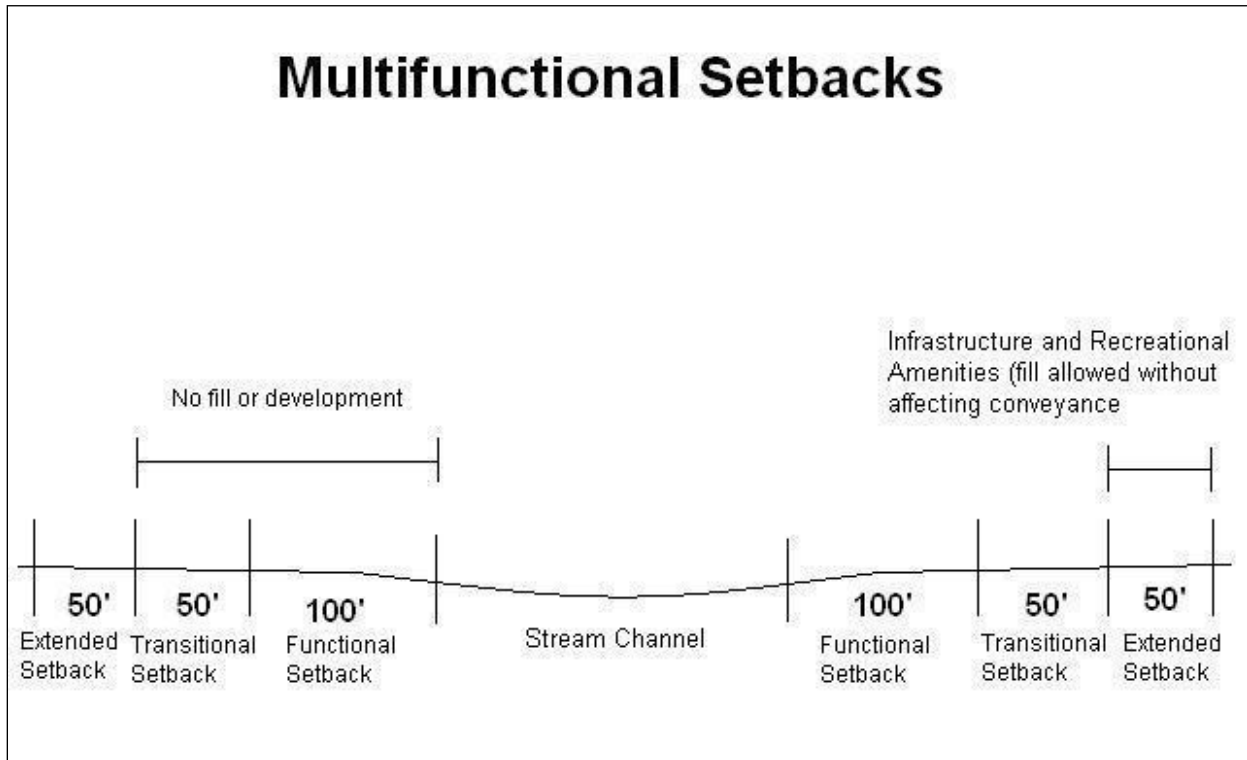 Multifunctional Setbacks
Infrastructure and Recreational
Amenities (fill allowed without
affecting conveyance
No fill or development
50'
Extended
Setback
50'
Transitional
Setback
100'
Functional
Setback
Stream Channel
100'
Functional
Setback
50'
Transitional
Setback
50'
Extended
Setback